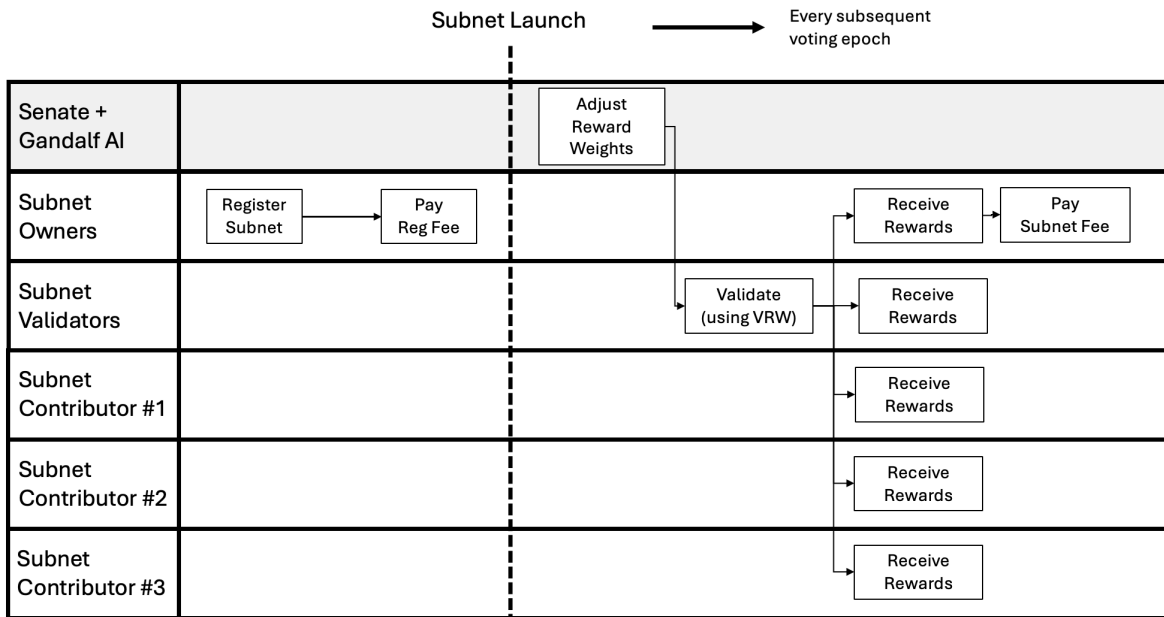 Subnet Launch
Every subsequent
voting epoch
Senate +
Gandalf AI
Adjust
Reward
Weights
Subnet
Owners
Register
Subnet
Pay
Reg Fee
Receive
Rewards
Pay
Subnet Fee
Subnet
Validators
Validate
(using VRW)
Receive
Rewards
Subnet
Contributor #1
Receive
Rewards
Subnet
Contributor #2
Receive
Rewards
Subnet
Contributor #3
Receive
Rewards